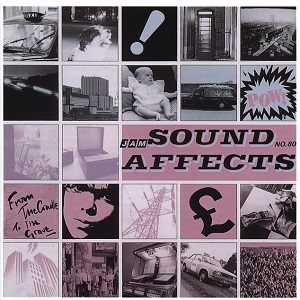 !
POW!
JAM
SOUND
NO.80
AFFECTS
From
The Cradle
To The
Grave
£